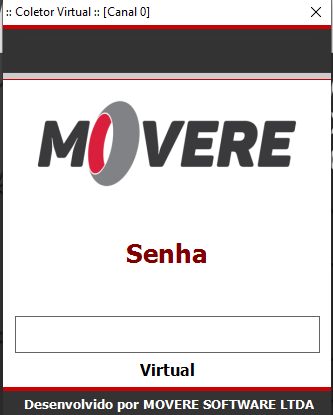 :: Coletor Virtual :: [Canal 0]
MOVERE
Senha
Virtual
Desenvolvido por MOVERE SOFTWARE LTDA